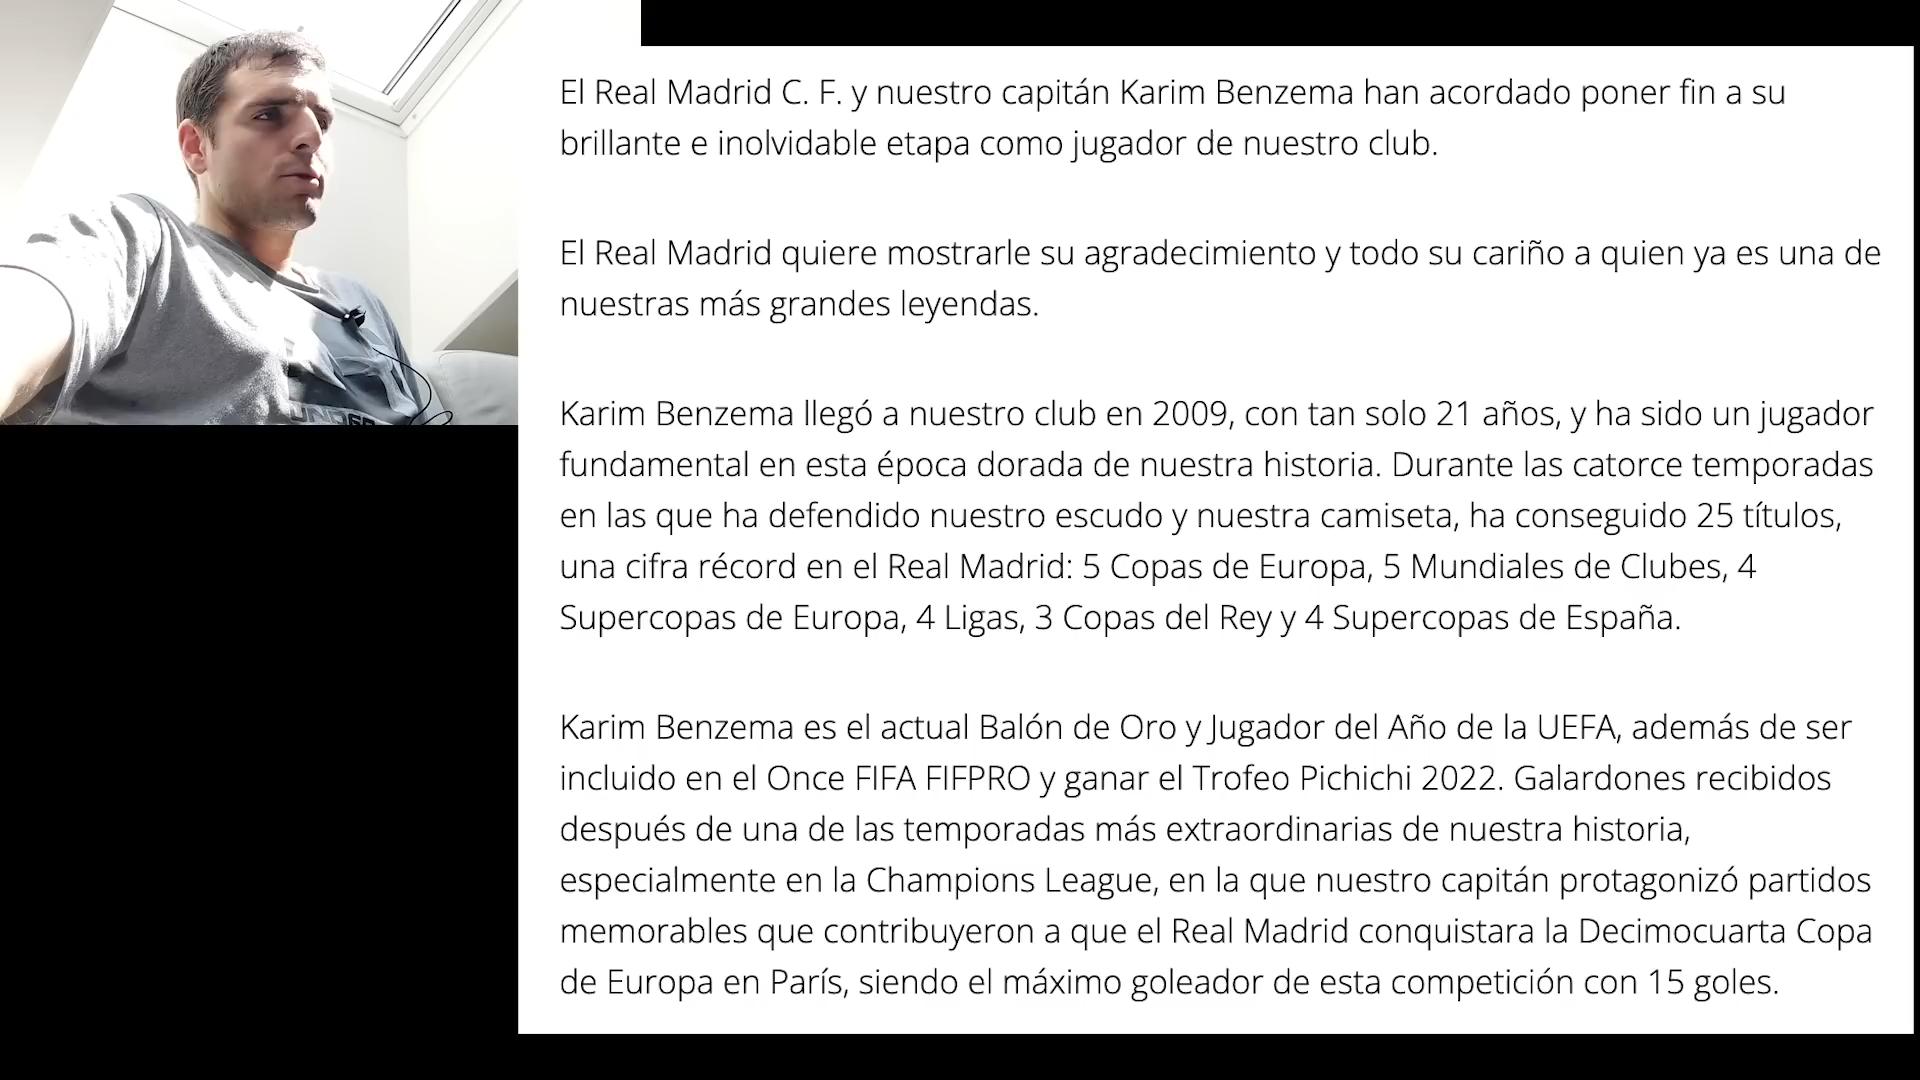 El Real Madrid C. F. y nuestro capitán Karim Benzema han acordado poner fin a su
brillante e inolvidable etapa como jugador de nuestro club.
El Real Madrid quiere mostrarle su agradecimiento y todo su cariño a quien ya es una de
nuestras más grandes leyendas.
Karim Benzema llegó a nuestro club en 2009, con tan solo 21 años, y ha sido un jugador
fundamental en esta época dorada de nuestra historia. Durante las catorce temporadas
en las que ha defendido nuestro escudo y nuestra camiseta, ha conseguido 25 títulos,
una cifra récord en el Real Madrid: 5 Copas de Europa, 5 Mundiales de Clubes, 4
Supercopas de Europa, 4 Ligas, 3 Copas del Rey y 4 Supercopas de España.
Karim Benzema es el actual Balón de Oro y Jugador del Año de la UEFA, además de ser
incluido en el Once FIFA FIFPRO y ganar el Trofeo Pichichi 2022. Galardones recibidos
después de una de las temporadas más extraordinarias de nuestra historia,
especialmente en la Champions League, en la que nuestro capitán protagonizó partidos
memorables que contribuyeron a que el Real Madrid conquistara la Decimocuarta Copa
de Europa en París, siendo el máximo goleador de esta competición con 15 goles.